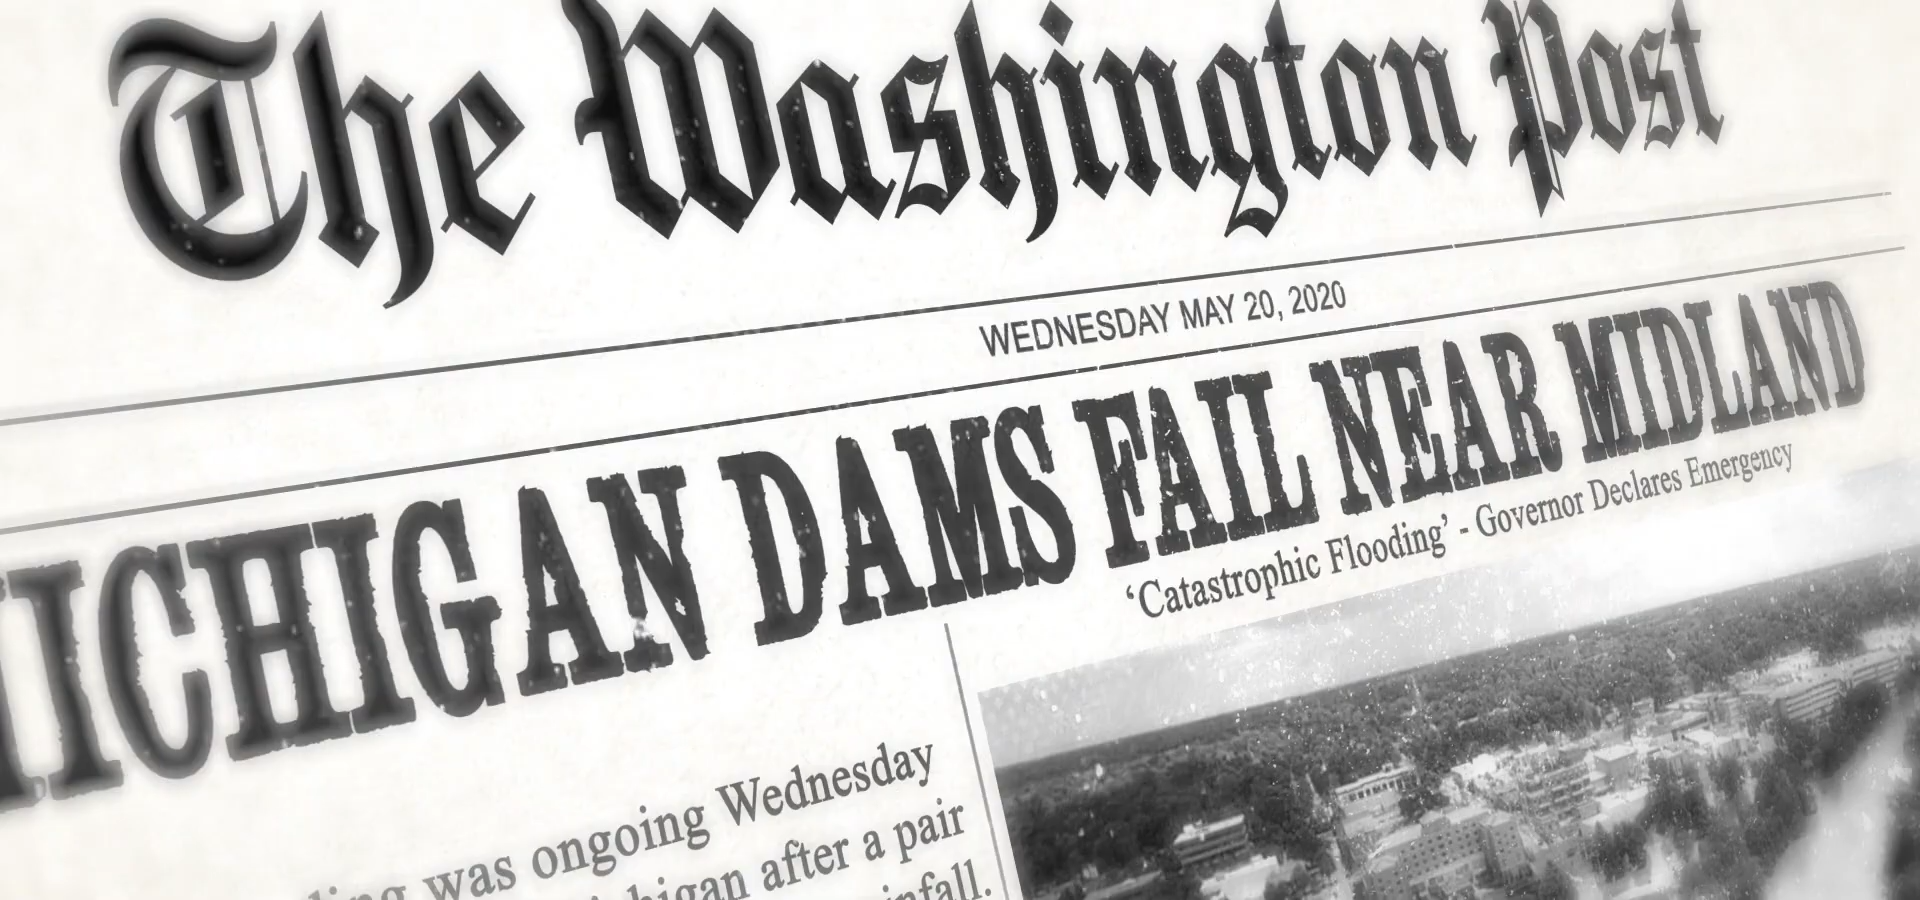 The Washington Post
WEDNESDAY MAY 20, 2020
MICHIGAN DAMS FAIL NEAR MIDLAND
‘Catastrophic Flooding’ - Governor Declares Emergency
was ongoing Wednesday
after a pair